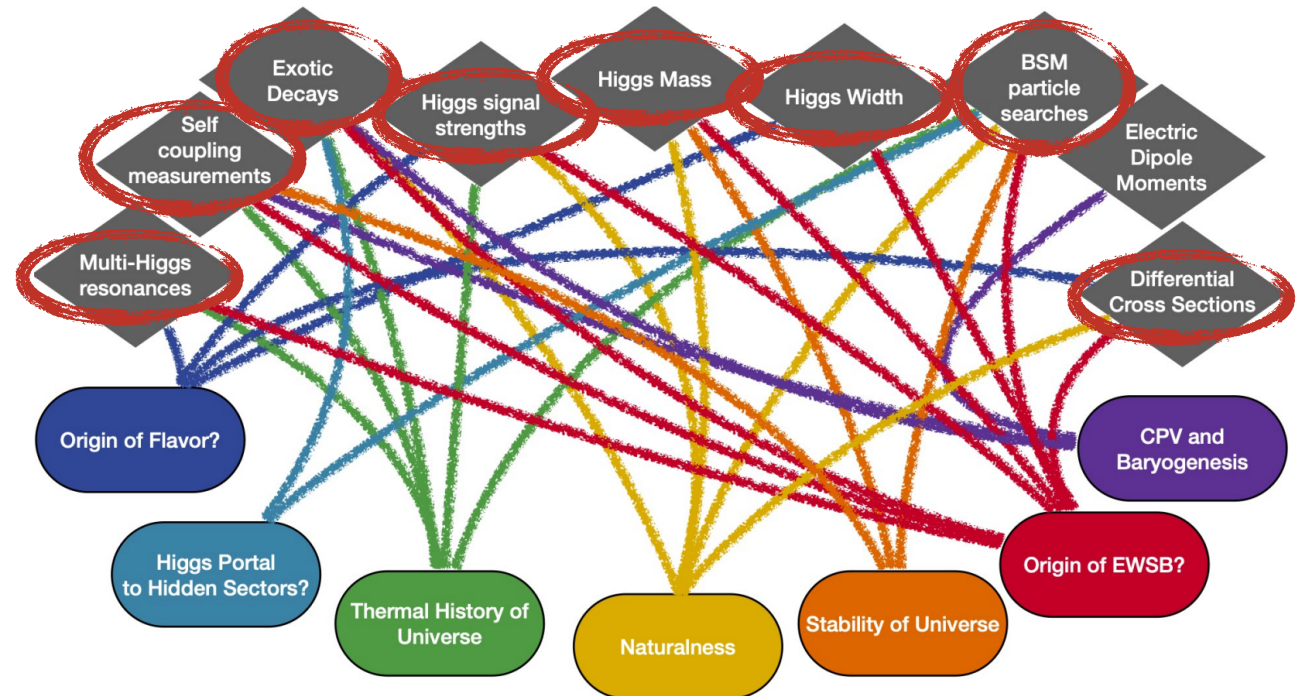 Exotic
Decays
Higgs signal
strengths
Higgs Mass
Higgs Width
BSM
particle
searches
Self
coupling
measurements
Electric
Dipole
Moments
Multi-Higgs
resonances
Differential
Cross Sections
Origin of Flavor?
CPV and
Baryogenesis
Higgs Portal
to Hidden Sectors?
Origin of EWSB?
Thermal History of
Universe
Naturalness
Stability of Universe